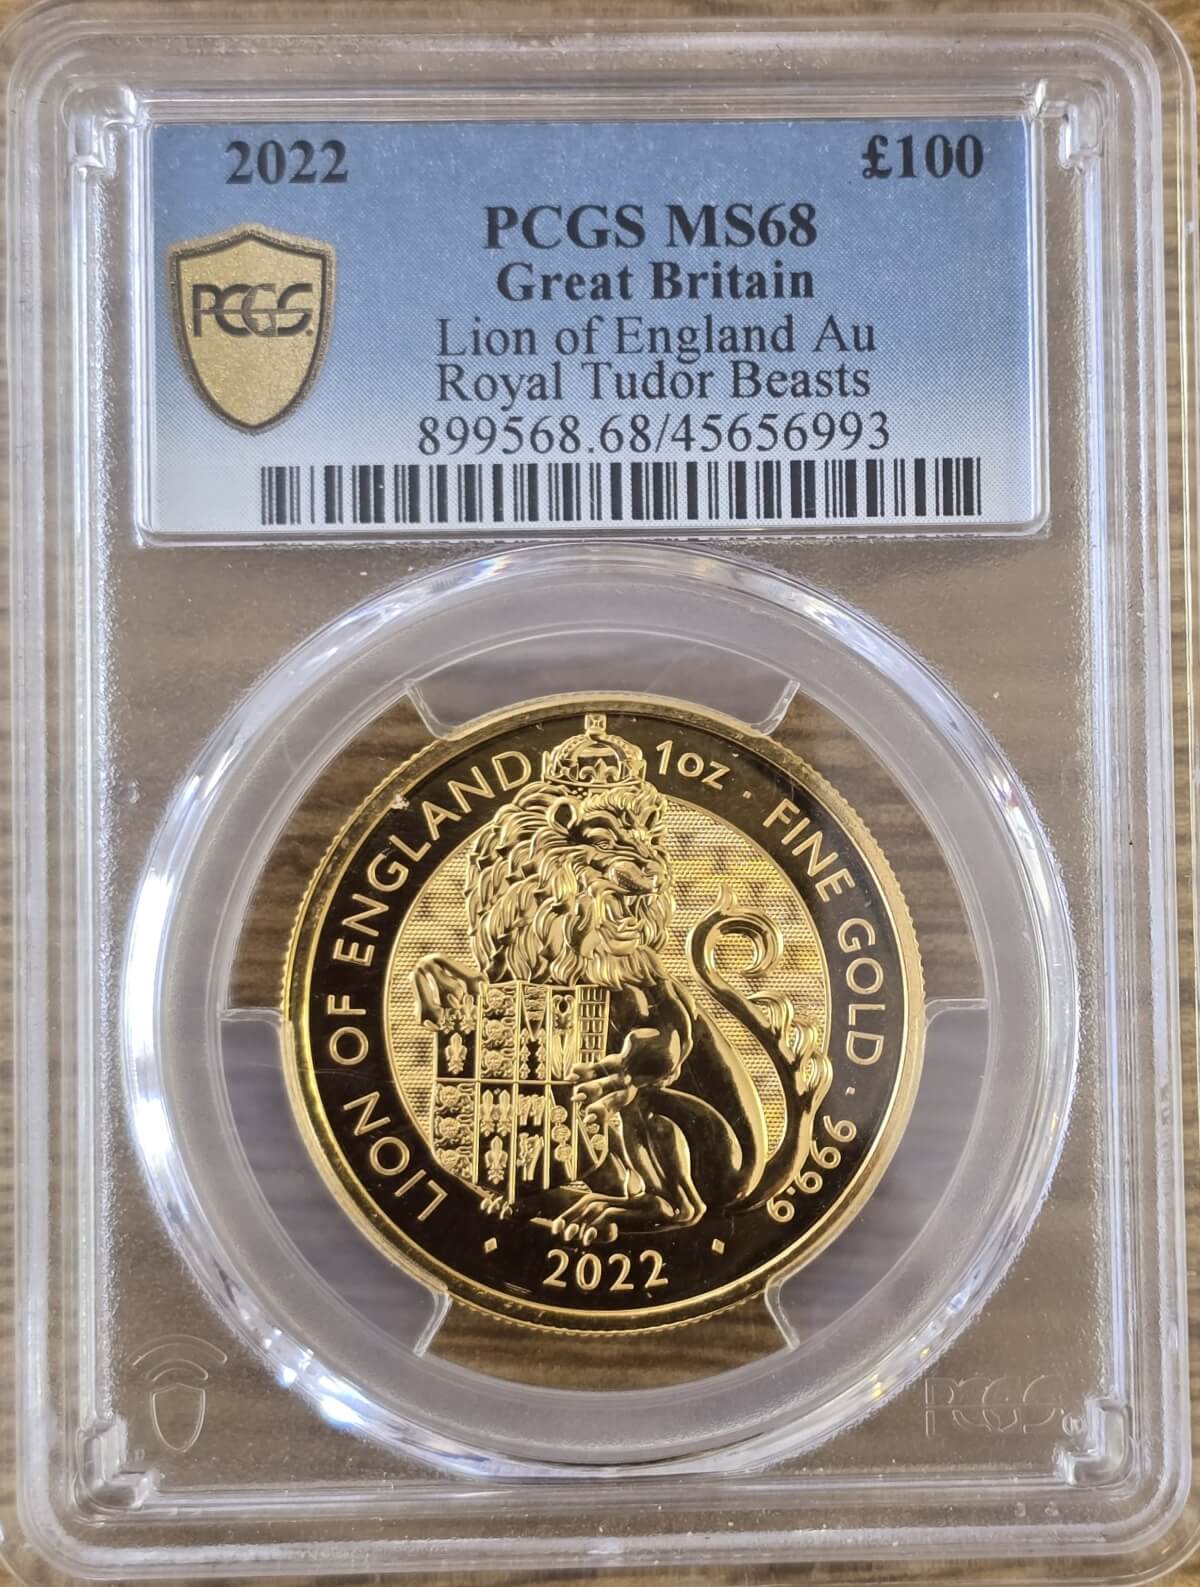 2022
£100
PCGS MS68
Great Britain
Lion of England Au
Royal Tudor Beasts
899568.68/45656993
PCGS
LION OF ENGLAND
1OZ · FINE GOLD · 999.9
2022
PCGS